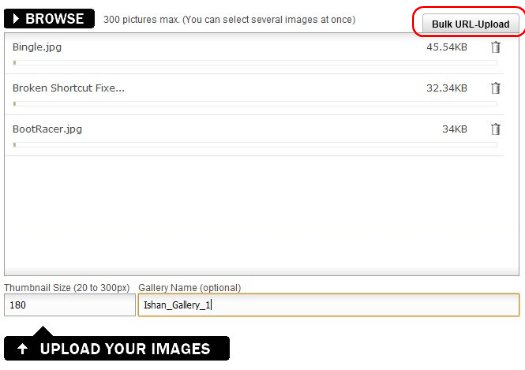 BROWSE 300 pictures max. (You can select several images at once) Bulk URL-Upload
Bingle.jpg 45.54KB
Broken Shortcut Fixe... 32.34KB
BootRacer.jpg 34KB
Thumbnail Size (20 to 300px) Gallery Name (optional)
180 Ishan_Gallery_1
UPLOAD YOUR IMAGES